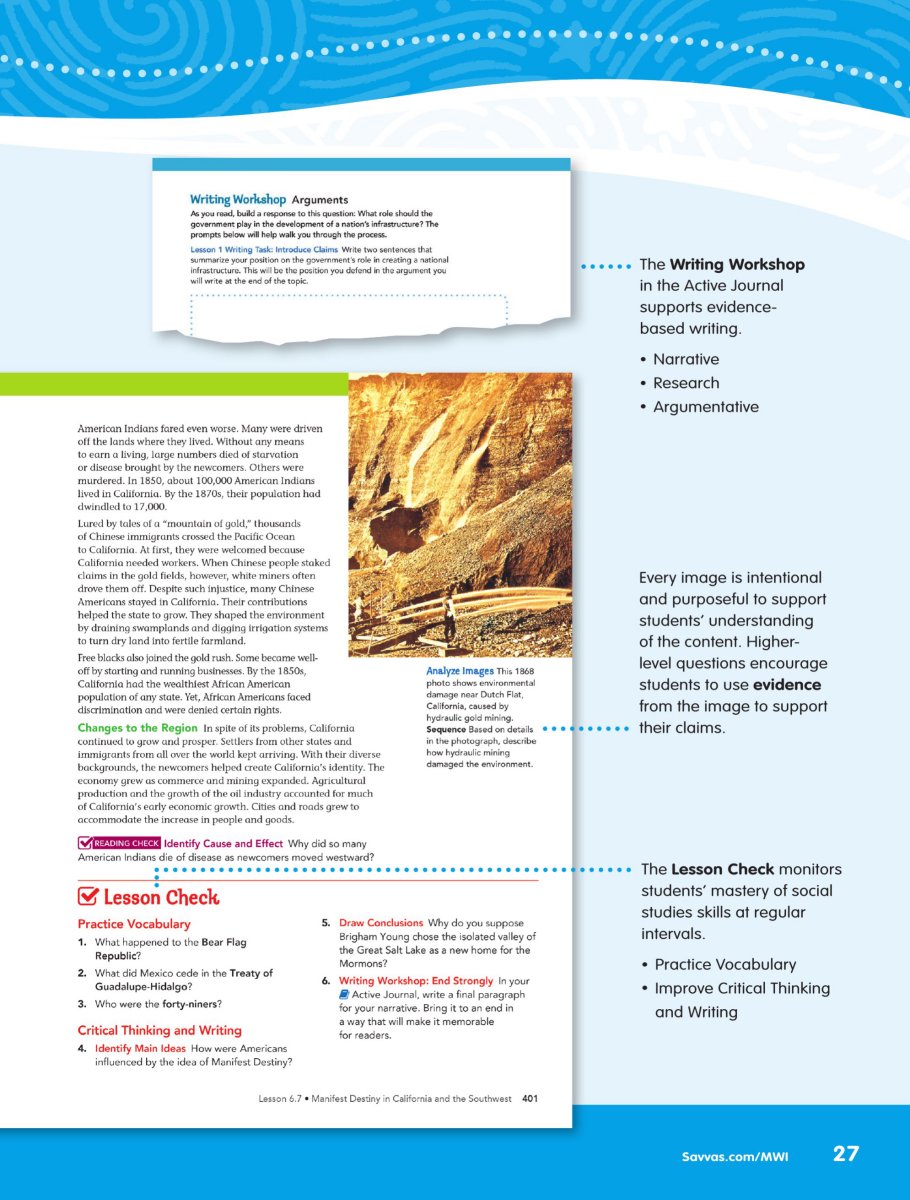 Writing Workshop Arguments
As you read, build a response to this question: What role should the
government play in the development of a nation's infrastructure? The
prompts below will help walk you through the process.
Lesson 1 Writing Task: Introduce Claims Write two sentences that
summarize your position on the government's role in creating a national
infrastructure. This will be the position you defend in the argument you
will write at the end of the topic.
The Writing Workshop
in the Active Journal
supports evidence-
based writing.
• Narrative
• Research
• Argumentative
American Indians fared even worse. Many were driven
off the lands where they lived. Without any means
to earn a living, large numbers died of starvation
or disease brought by the newcomers. Others were
murdered. In 1850, about 100,000 American Indians
lived in California. By the 1870s, their population had
dwindled to 17,000.
Lured by tales of a "mountain of gold," thousands
of Chinese immigrants crossed the Pacific Ocean
to California. At first, they were welcomed because
California needed workers. When Chinese people staked
claims in the gold fields, however, white miners often
drove them off. Despite such injustice, many Chinese
Americans stayed in California. Their contributions
helped the state to grow. They shaped the environment
by draining swamplands and digging irrigation systems
to turn dry land into fertile farmland.
Free blacks also joined the gold rush. Some became well-
off by starting and running businesses. By the 1850s,
California had the wealthiest African American
population of any state. Yet, African Americans faced
discrimination and were denied certain rights.
Changes to the Region In spite of its problems, California
continued to grow and prosper. Settlers from other states and
immigrants from all over the world kept arriving. With their diverse
backgrounds, the newcomers helped create California's identity. The
economy grew as commerce and mining expanded. Agricultural
production and the growth of the oil industry accounted for much
of California's early economic growth. Cities and roads grew to
accommodate the increase in people and goods.
Analyze Images This 1868
photo shows environmental
damage near Dutch Flat,
California, caused by
hydraulic gold mining.
Sequence Based on details
in the photograph, describe
how hydraulic mining
damaged the environment.
Every image is intentional
and purposeful to support
students' understanding
of the content. Higher-
level questions encourage
students to use evidence
from the image to support
their claims.
READING CHECK Identify Cause and Effect Why did so many
American Indians die of disease as newcomers moved westward?
Lesson Check
Practice Vocabulary
1. What happened to the Bear Flag
Republic?
2. What did Mexico cede in the Treaty of
Guadalupe-Hidalgo?
3. Who were the forty-niners?
Critical Thinking and Writing
4. Identify Main Ideas How were Americans
influenced by the idea of Manifest Destiny?
5. Draw Conclusions Why do you suppose
Brigham Young chose the isolated valley of
the Great Salt Lake as a new home for the
Mormons?
6. Writing Workshop: End Strongly In your
Active Journal, write a final paragraph
for your narrative. Bring it to an end in
a way that will make it memorable
for readers.
The Lesson Check monitors
students' mastery of social
studies skills at regular
intervals.
• Practice Vocabulary
• Improve Critical Thinking
and Writing
Lesson 6.7 • Manifest Destiny in California and the Southwest 401
Savvas.com/MWI 27